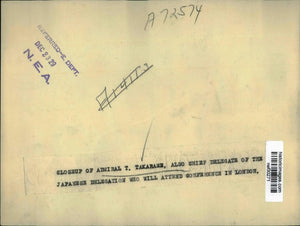 A72574
REFERENCE DEPT.
DEC 21 29
N.E.A.
CLOSEUP OF ADMIRAL T. TAKARABE, ALSO CHIEF DELEGATE OF THE
JAPANESE DELEGATION WHO WILL ATTEND CONFERENCE IN LONDON.